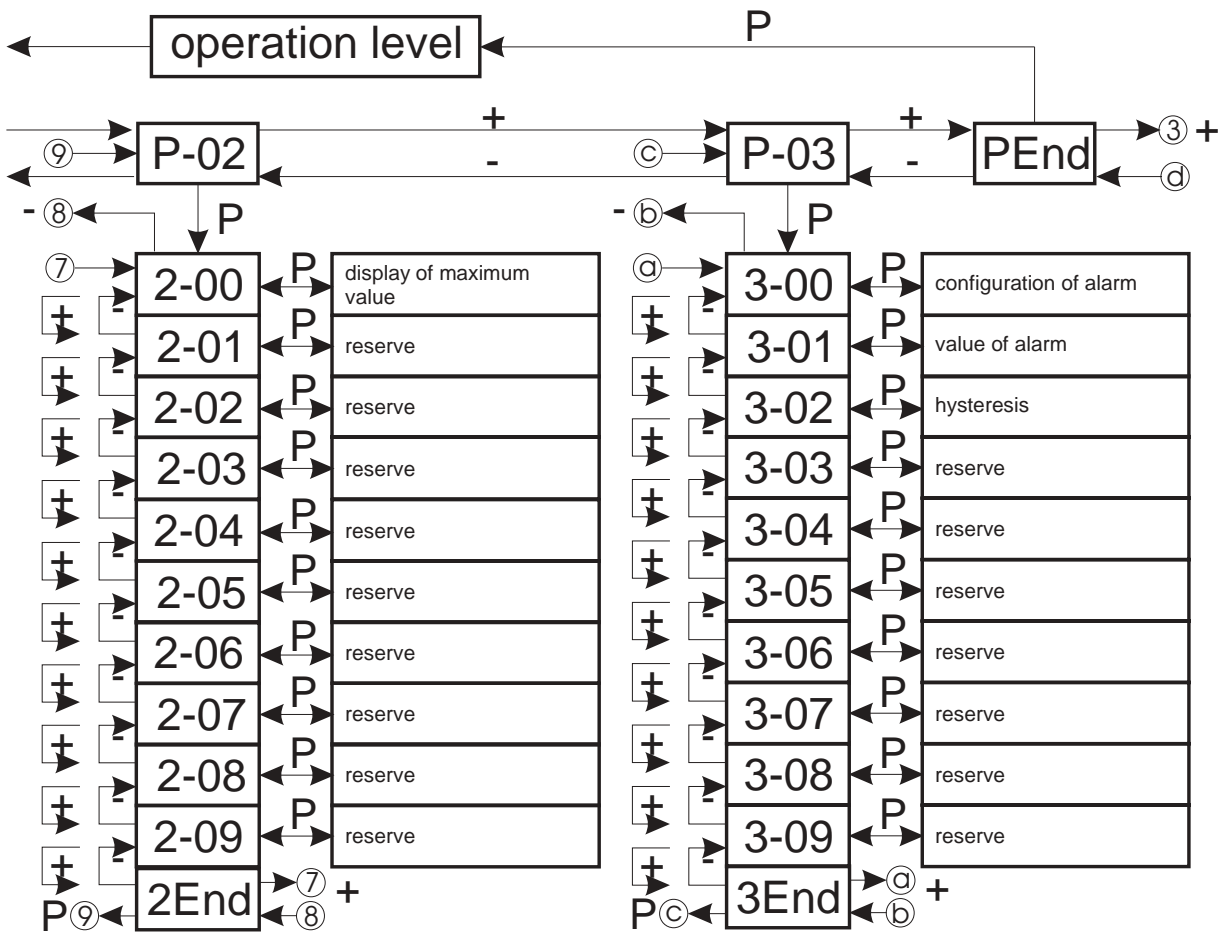 P
operation level
+ +
③ +
⑨ P-02 ⓒ P-03 PEnd
- - ⓓ
- ⑧ P - ⓑ P
⑦ 2-00 P display of maximum
value
+ -
2-01 P reserve
+ -
2-02 P reserve
+ -
2-03 P reserve
+ -
2-04 P reserve
+ -
2-05 P reserve
+ -
2-06 P reserve
+ -
2-07 P reserve
+ -
2-08 P reserve
+ -
2-09 P reserve
+ -
2End ⑦ +
P⑨ ⑧
ⓐ 3-00 P configuration of alarm
+ -
3-01 P value of alarm
+ -
3-02 P hysteresis
+ -
3-03 P reserve
+ -
3-04 P reserve
+ -
3-05 P reserve
+ -
3-06 P reserve
+ -
3-07 P reserve
+ -
3-08 P reserve
+ -
3-09 P reserve
+ -
3End ⓐ +
Pⓒ ⓑ